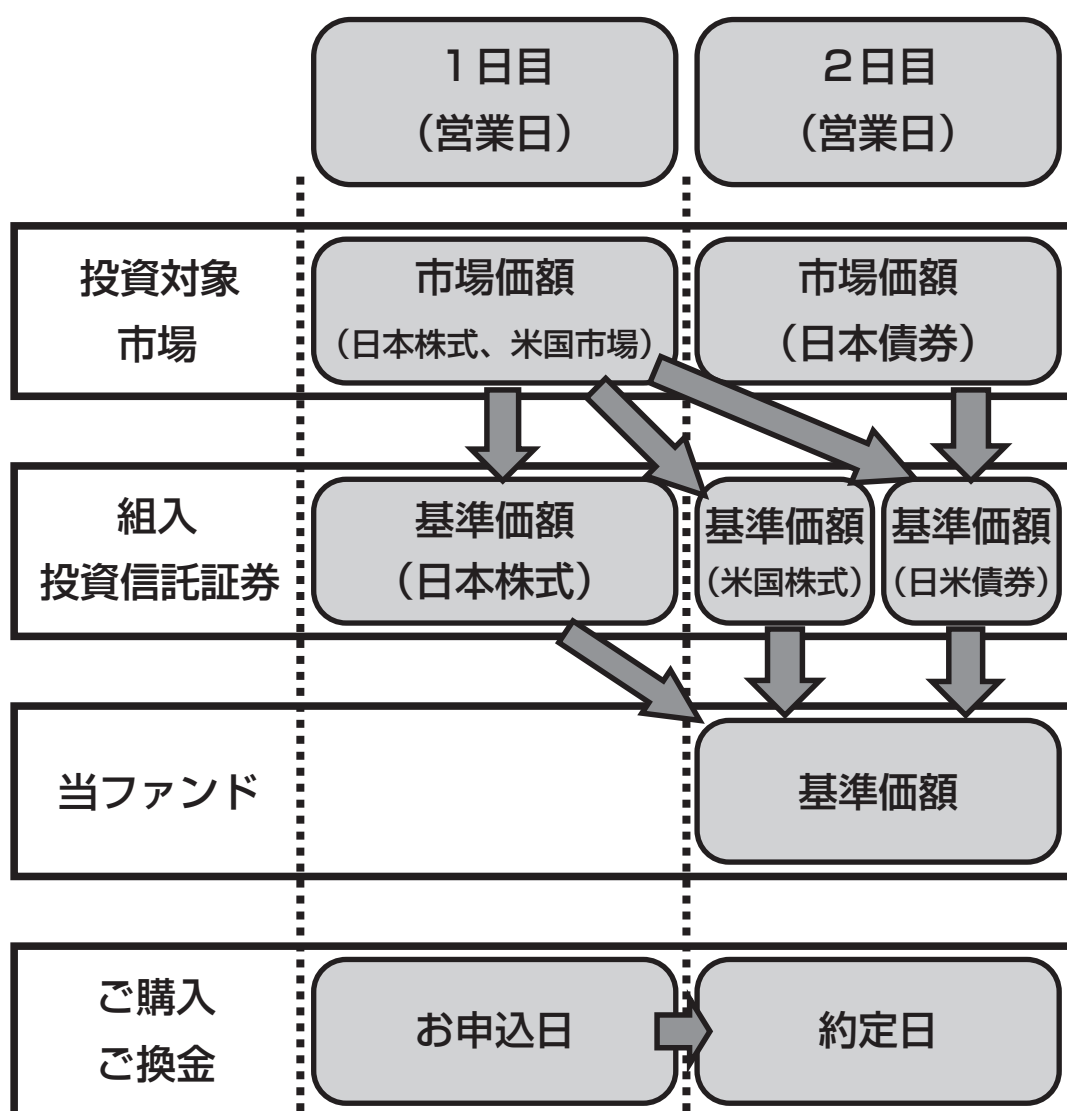 １日目
（営業日）
２日目
（営業日）
投資対象
市場
市場価額
（日本株式、米国市場）
市場価額
（日本債券）
組入
投資信託証券
基準価額
（日本株式）
基準価額
（米国株式）
基準価額
（日米債券）
当ファンド
基準価額
ご購入
ご換金
お申込日
約定日